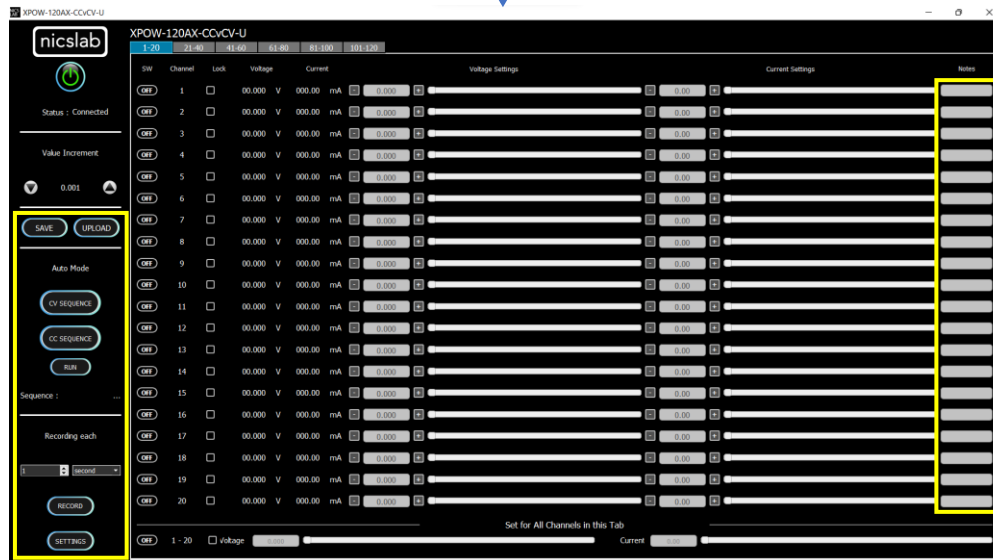 XPOW-120AX-CCvCV-U
nicslab
Status : Connected
Value Increment
0.001
SAVE UPLOAD
Auto Mode
CV SEQUENCE
CC SEQUENCE
RUN
Sequence : ...
Recording each
1 second
RECORD
SETTINGS
XPOW-120AX-CCvCV-U
1-20 21-40 41-60 61-80 81-100 101-120
SW Channel Lock Voltage Current Voltage Settings Current Settings Notes
OFF 1 00.000 V 000.00 mA - 0.000 + - 0.00 +
OFF 2 00.000 V 000.00 mA - 0.000 + - 0.00 +
OFF 3 00.000 V 000.00 mA - 0.000 + - 0.00 +
OFF 4 00.000 V 000.00 mA - 0.000 + - 0.00 +
OFF 5 00.000 V 000.00 mA - 0.000 + - 0.00 +
OFF 6 00.000 V 000.00 mA - 0.000 + - 0.00 +
OFF 7 00.000 V 000.00 mA - 0.000 + - 0.00 +
OFF 8 00.000 V 000.00 mA - 0.000 + - 0.00 +
OFF 9 00.000 V 000.00 mA - 0.000 + - 0.00 +
OFF 10 00.000 V 000.00 mA - 0.000 + - 0.00 +
OFF 11 00.000 V 000.00 mA - 0.000 + - 0.00 +
OFF 12 00.000 V 000.00 mA - 0.000 + - 0.00 +
OFF 13 00.000 V 000.00 mA - 0.000 + - 0.00 +
OFF 14 00.000 V 000.00 mA - 0.000 + - 0.00 +
OFF 15 00.000 V 000.00 mA - 0.000 + - 0.00 +
OFF 16 00.000 V 000.00 mA - 0.000 + - 0.00 +
OFF 17 00.000 V 000.00 mA - 0.000 + - 0.00 +
OFF 18 00.000 V 000.00 mA - 0.000 + - 0.00 +
OFF 19 00.000 V 000.00 mA - 0.000 + - 0.00 +
OFF 20 00.000 V 000.00 mA - 0.000 + - 0.00 +
Set for All Channels in this Tab
OFF 1 - 20 Voltage 0.000 Current 0.00